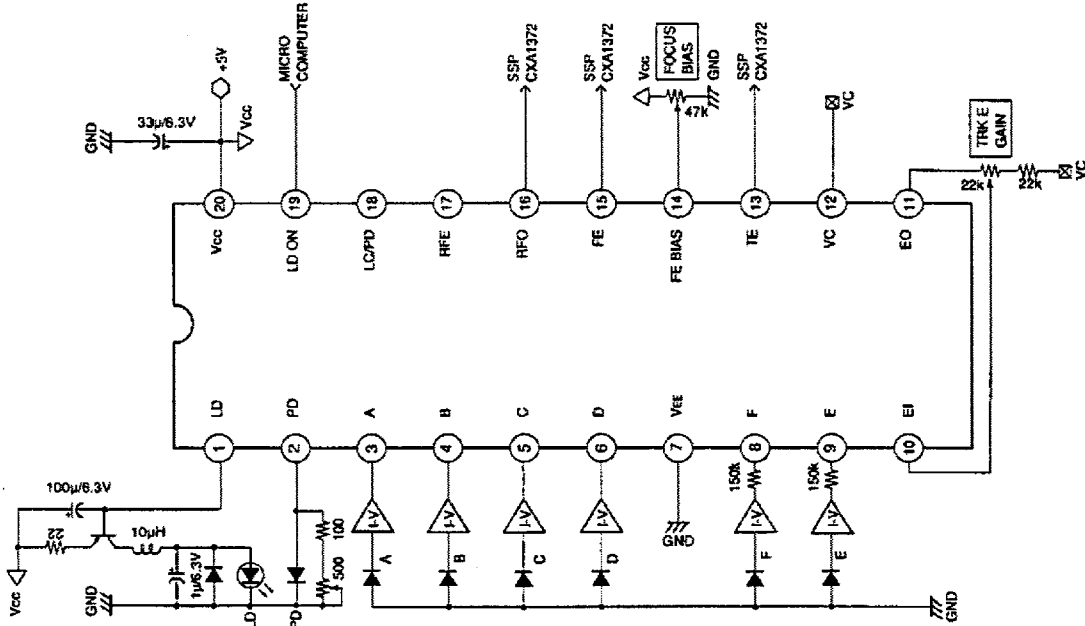 GND
33µ/6.3V
+5V
Vcc
MICRO
COMPUTER
SSP
CXA1372
SSP
CXA1372
Vcc
FOCUS
BIAS
GND
47k
SSP
CXA1372
VC
TRK E
GAIN
22k
22k
VC
20
19
18
17
16
15
14
13
12
11
Vcc
LD ON
LC/PD
RFE
RFO
FE
FE BIAS
TE
VC
EO
LD
PD
A
B
C
D
VEE
F
E
EI
1
2
3
4
5
6
7
8
9
10
100µ/6.3V
22
10µH
Vcc
1µ/6.3V
GND
LD
PD
100
500
I-V
I-V
I-V
I-V
GND
150k
150k
I-V
I-V
A
B
C
D
F
E
GND